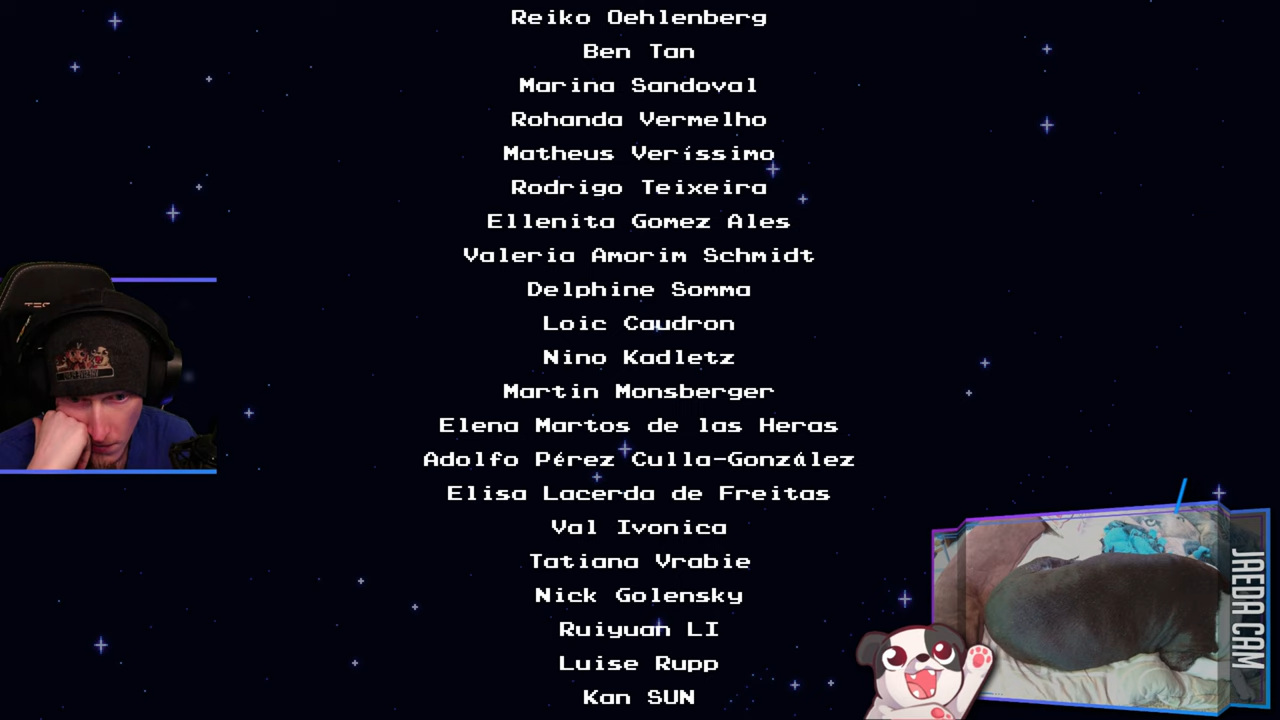 Reiko Oehlenberg
Ben Tan
Marina Sandoval
Rohanda Vermelho
Matheus Veríssimo
Rodrigo Teixeira
Ellenita Gomez Ales
Valeria Amorim Schmidt
Delphine Somma
Loic Caudron
Nino Kadletz
Martin Monsberger
Elena Martos de las Heras
Adolfo Pérez Culla-González
Elisa Lacerda de Freitas
Val Ivonica
Tatiana Vrabie
Nick Golensky
Ruiyuan LI
Luise Rupp
Kan SUN
JAEDA CAM